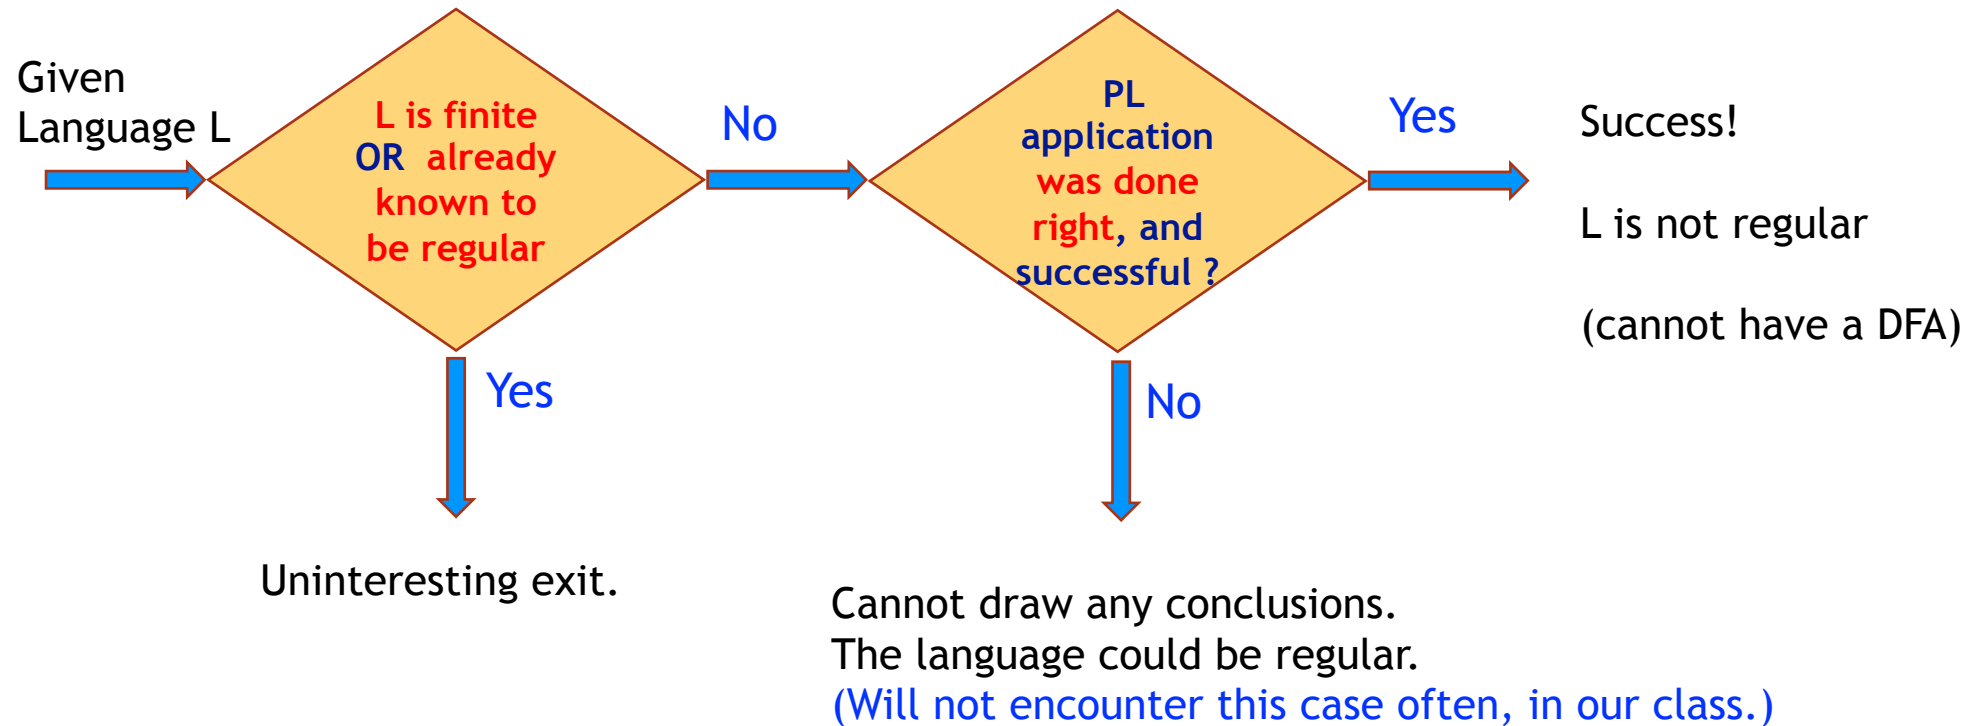 Given
Language L
L is finite
OR already
known to
be regular
No
PL
application
was done
right, and
successful ?
Yes
Success!
L is not regular
(cannot have a DFA)
Yes
No
Uninteresting exit.
Cannot draw any conclusions.
The language could be regular.
(Will not encounter this case often, in our class.)